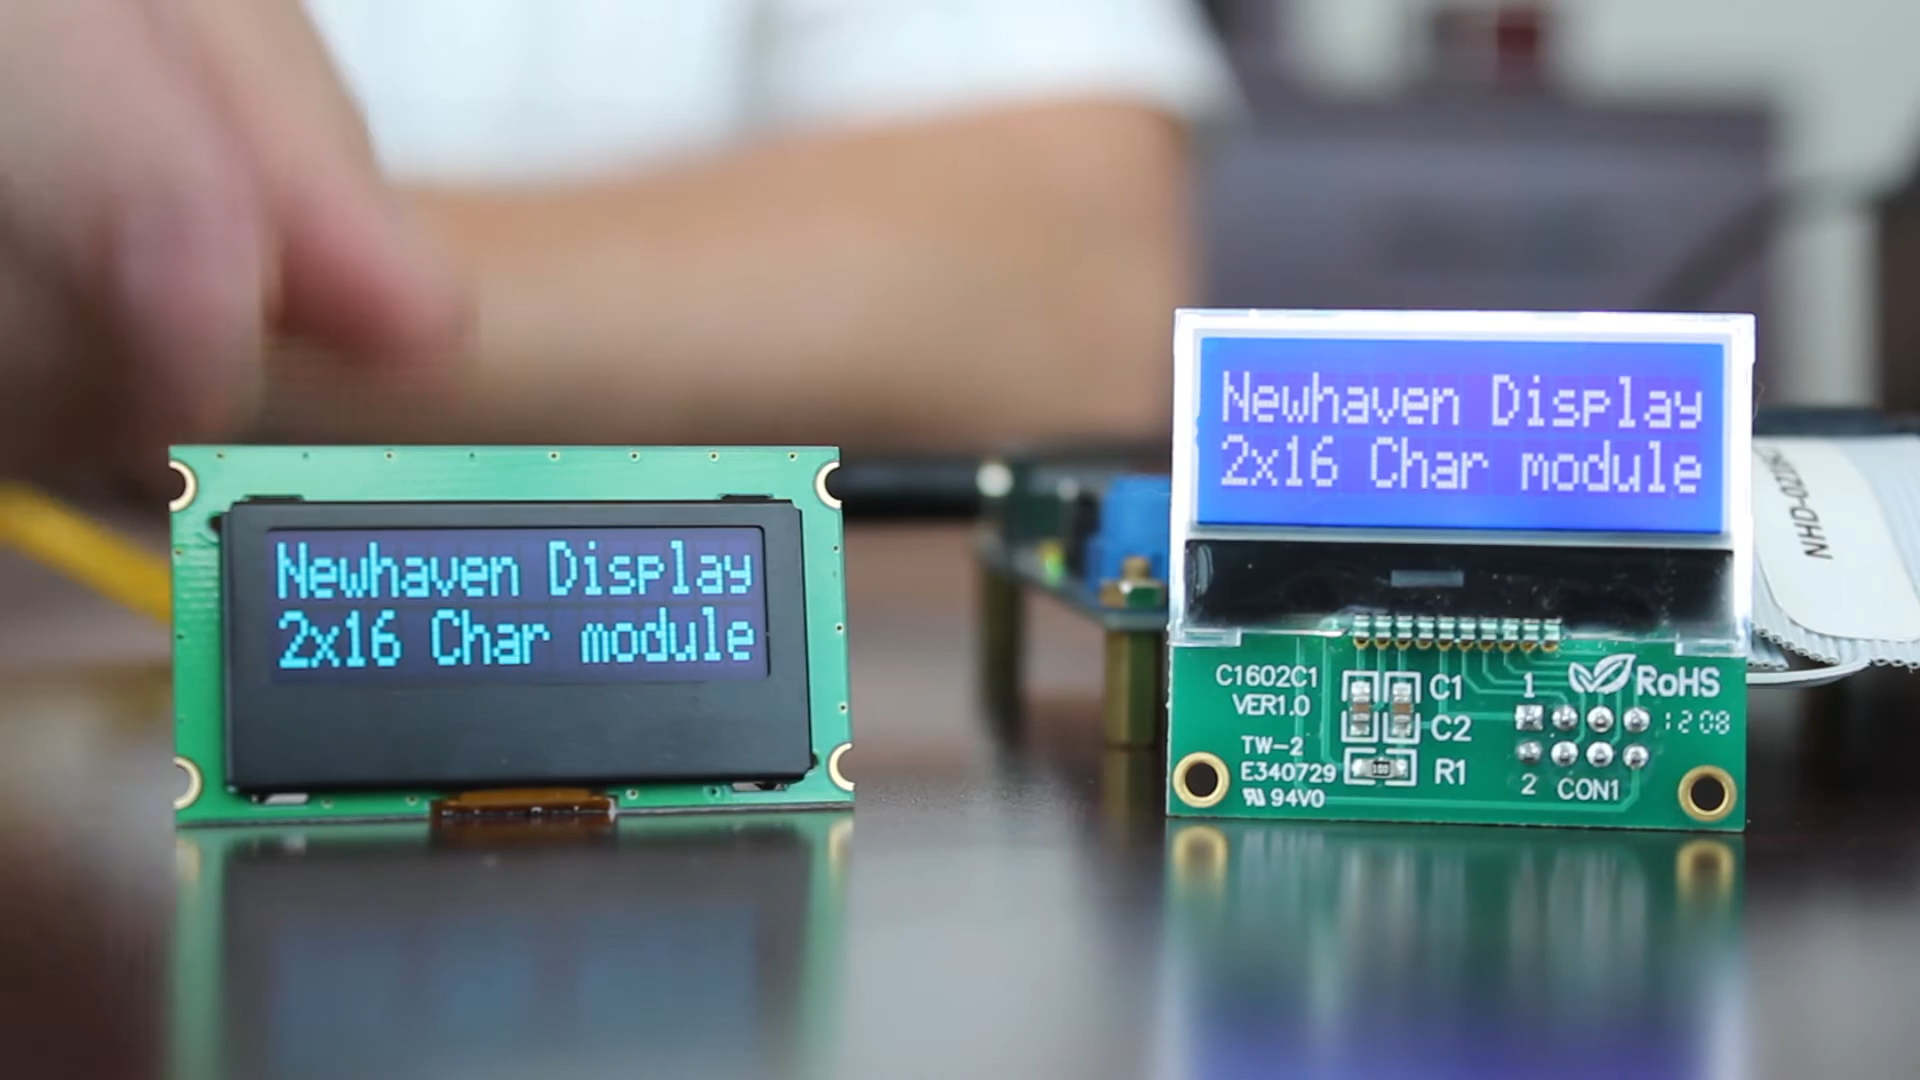 Newhaven Display
2x16 Char module
Newhaven Display
2x16 Char module
C1602C1
VER1.0
TW-2
E340729
94V0
C1
C2
R1
1
2 CON1
RoHS
1208